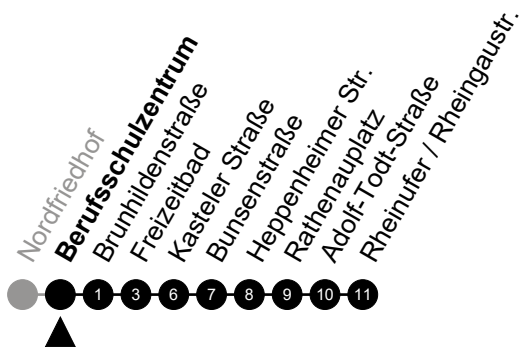 Nordfriedhof
Berufsschulzentrum
Brunhildenstraße
Freizeitbad
Kasteler Straße
Bunsenstraße
Heppenheimer Str.
Rathenauplatz
Adolf-Todt-Straße
Rheinufer / Rheingaustr.
1 3 6 7 8 9 10 11